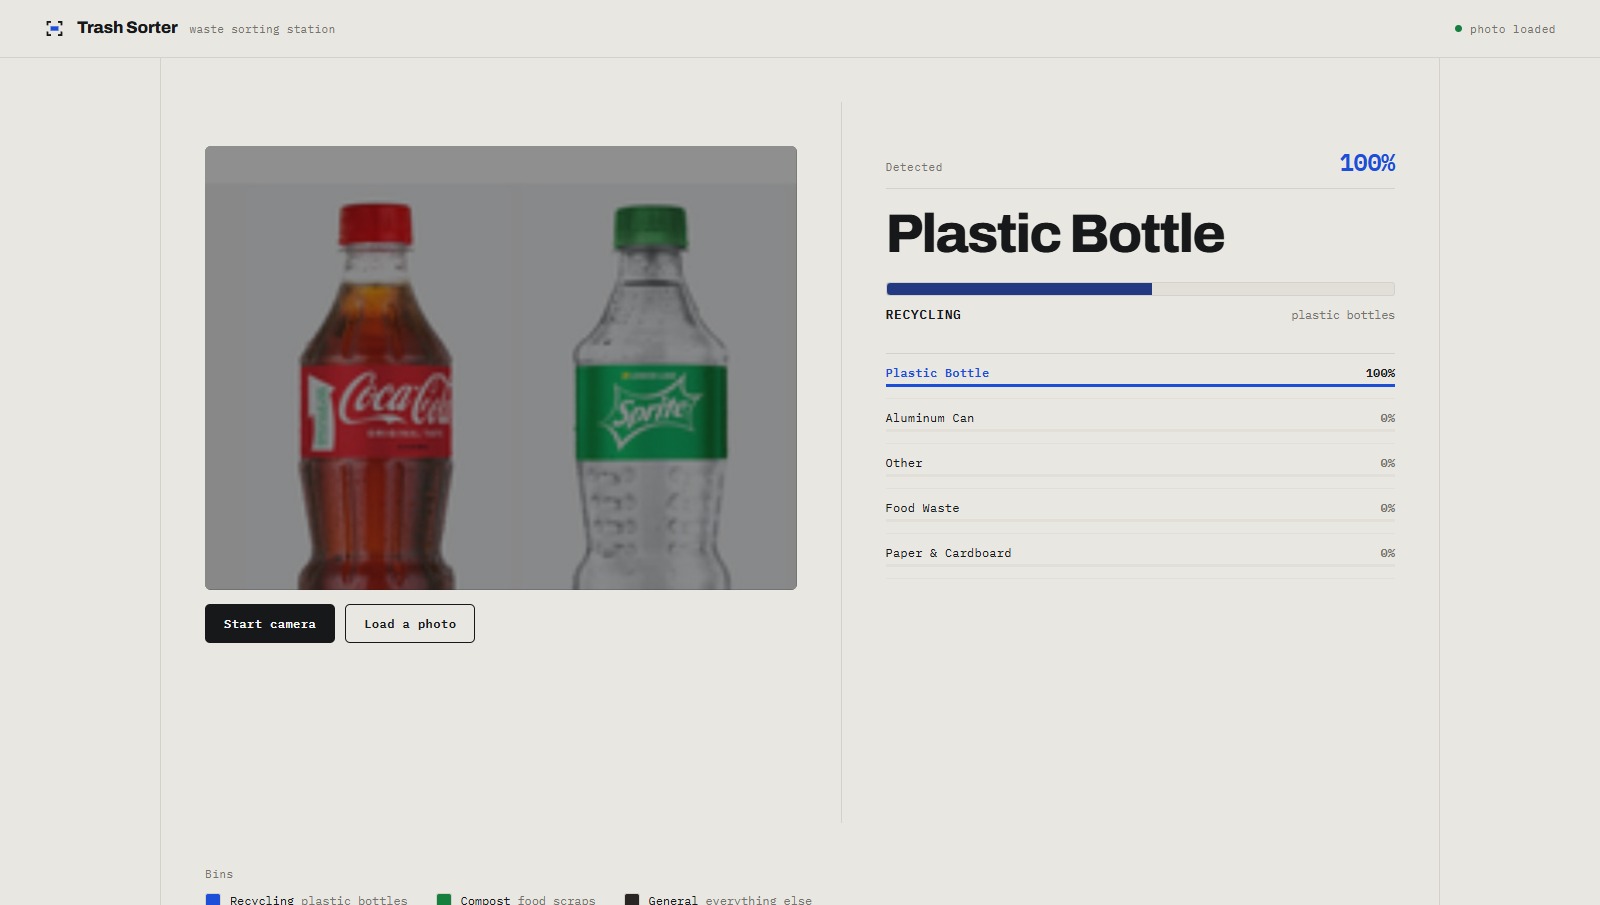 Trash Sorter waste sorting station
photo loaded
Coca-Cola
Sprite
Start camera
Load a photo
Detected
100%
Plastic Bottle
RECYCLING
plastic bottles
Plastic Bottle 100%
Aluminum Can 0%
Other 0%
Food Waste 0%
Paper & Cardboard 0%
Bins
Recycling plastic bottles
Compost food scraps
General everything else